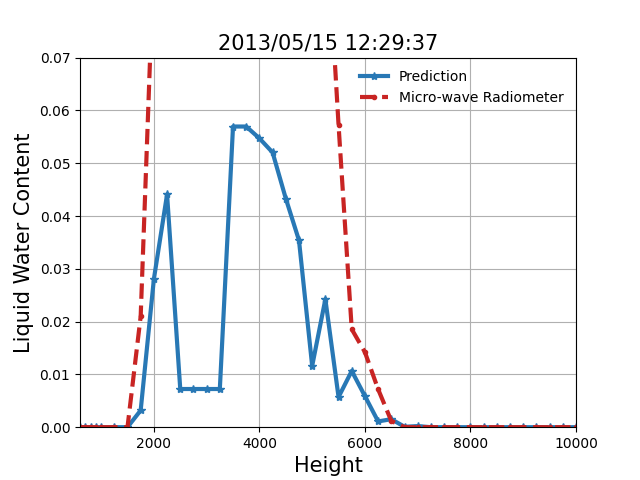 2013/05/15 12:29:37
0.07
0.06
0.05
0.04
0.03
0.02
0.01
0.00
Liquid Water Content
Prediction
Micro-wave Radiometer
2000 4000 6000 8000 10000
Height